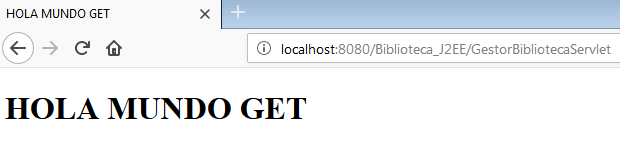 HOLA MUNDO GET
localhost:8080/Biblioteca_J2EE/GestorBibliotecaServlet
HOLA MUNDO GET